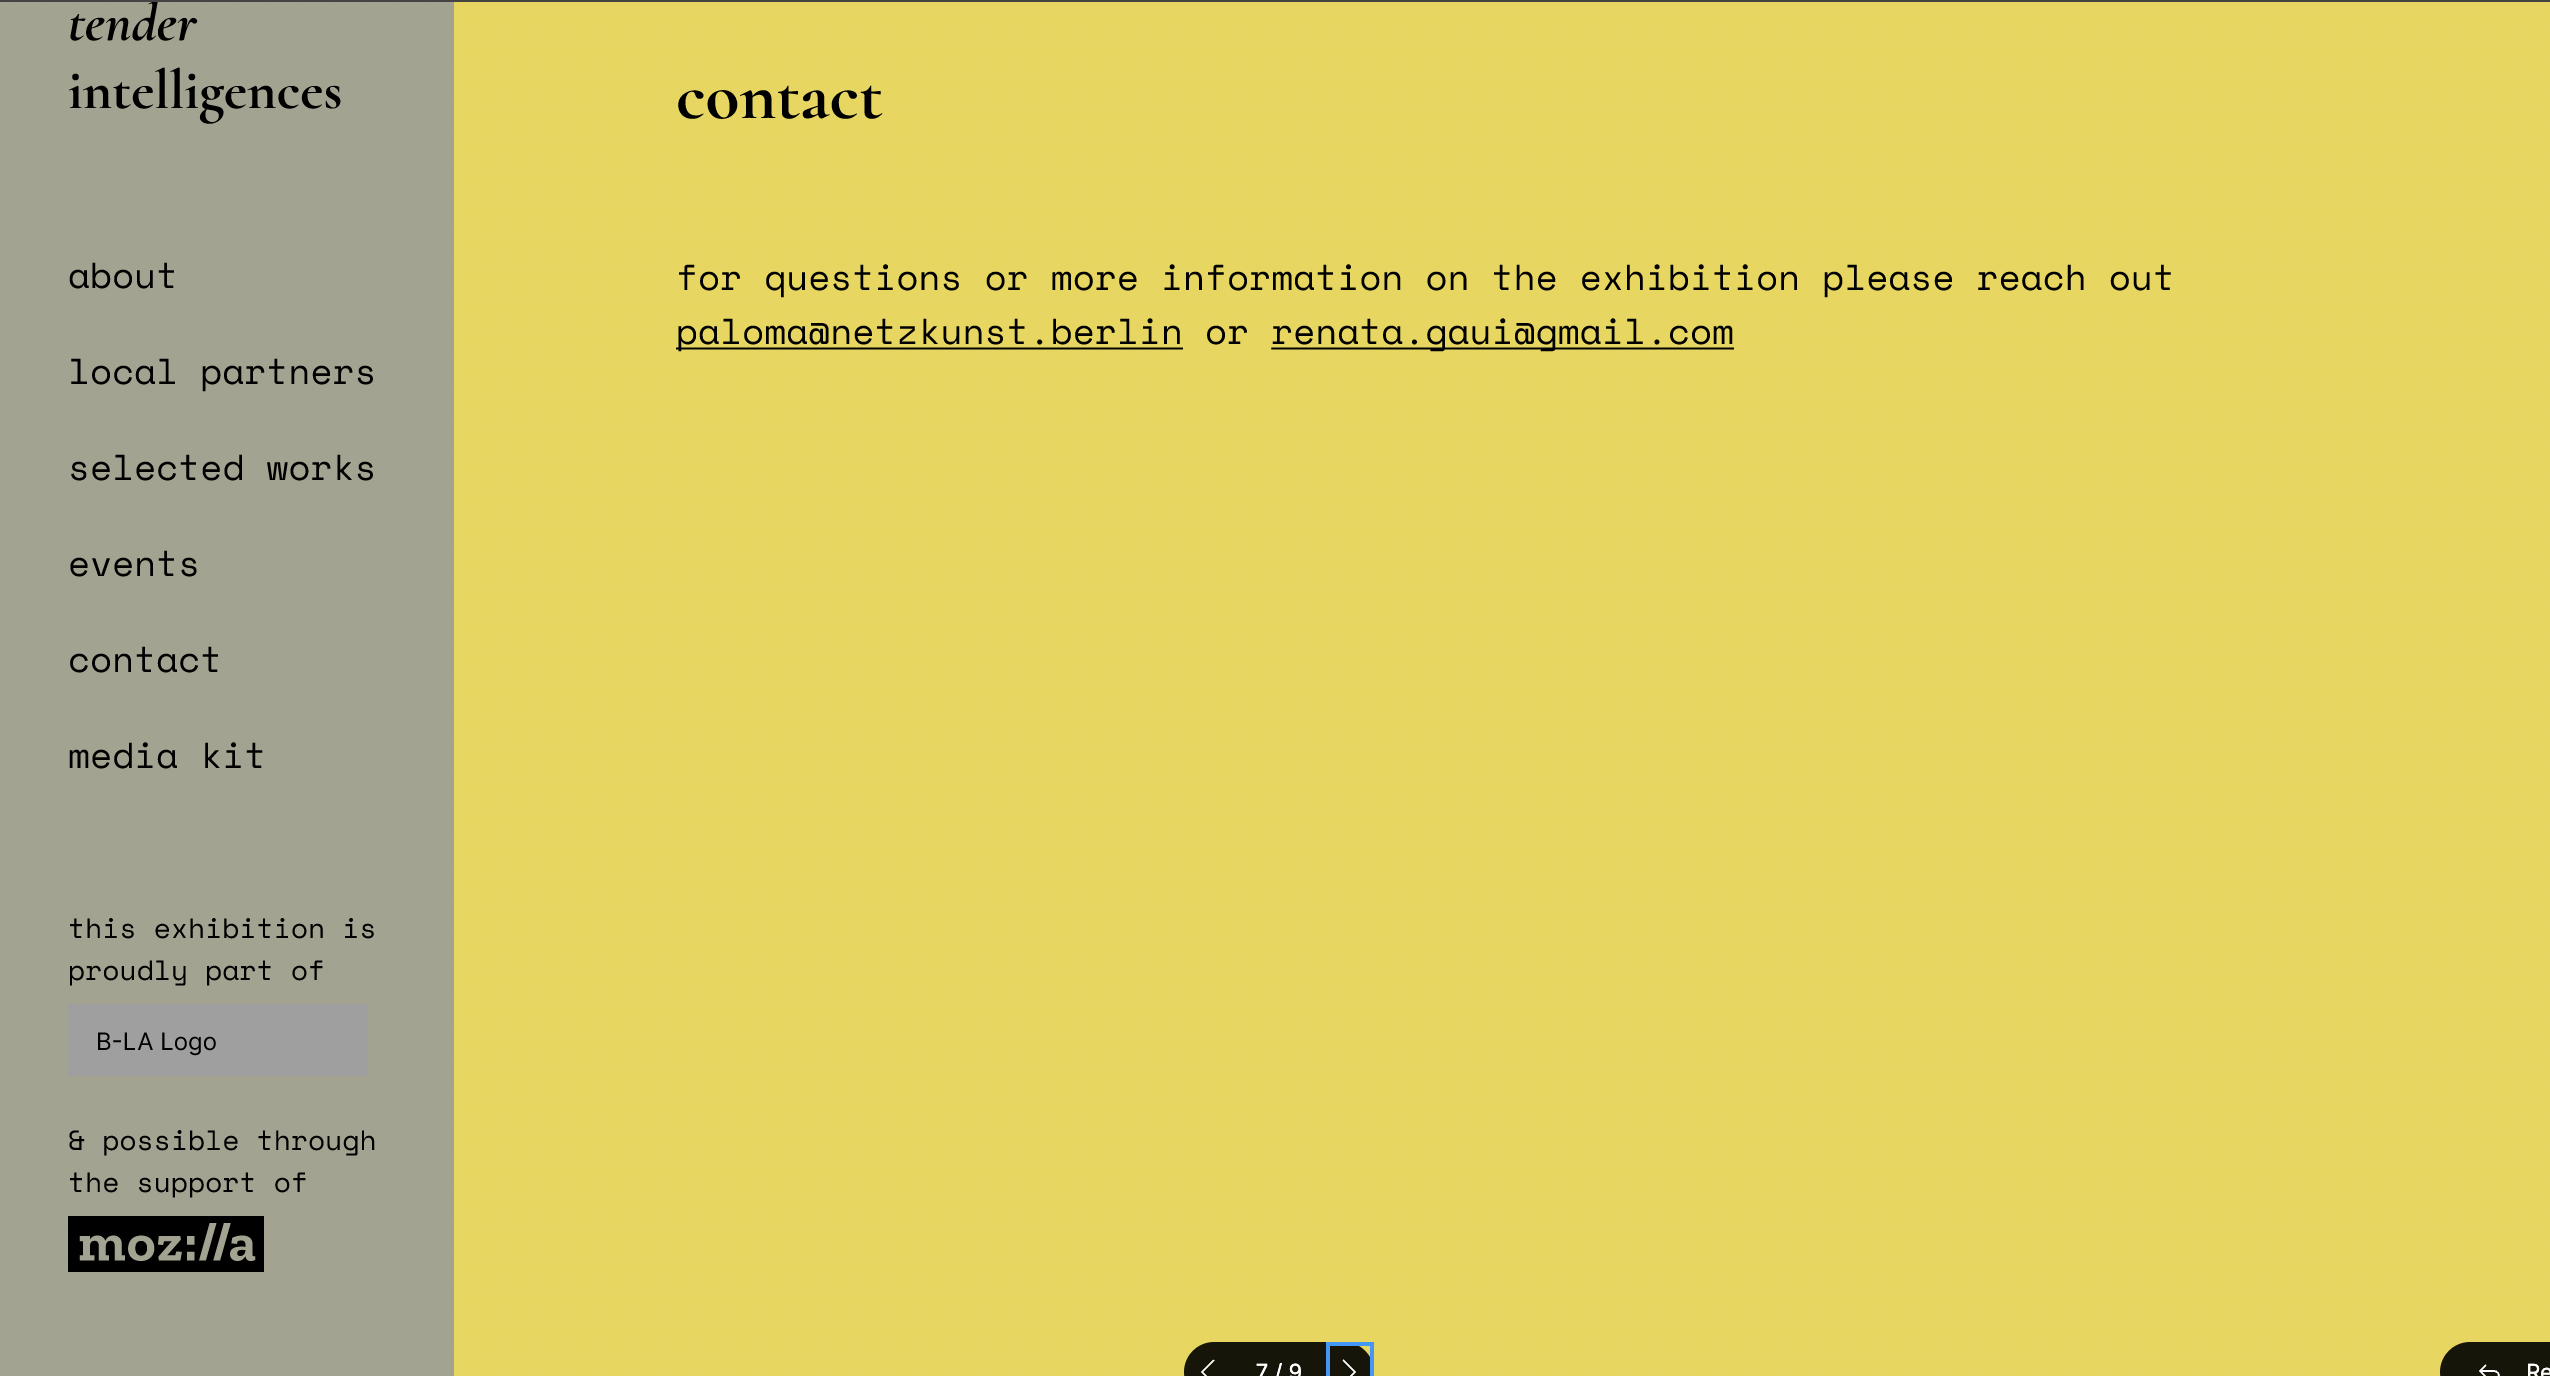 tender
intelligences
about
local partners
selected works
events
contact
media kit
this exhibition is
proudly part of
B-LA Logo
& possible through
the support of
moz://a
contact
for questions or more information on the exhibition please reach out
paloma@netzkunst.berlin or renata.gaui@gmail.com
7 / 9